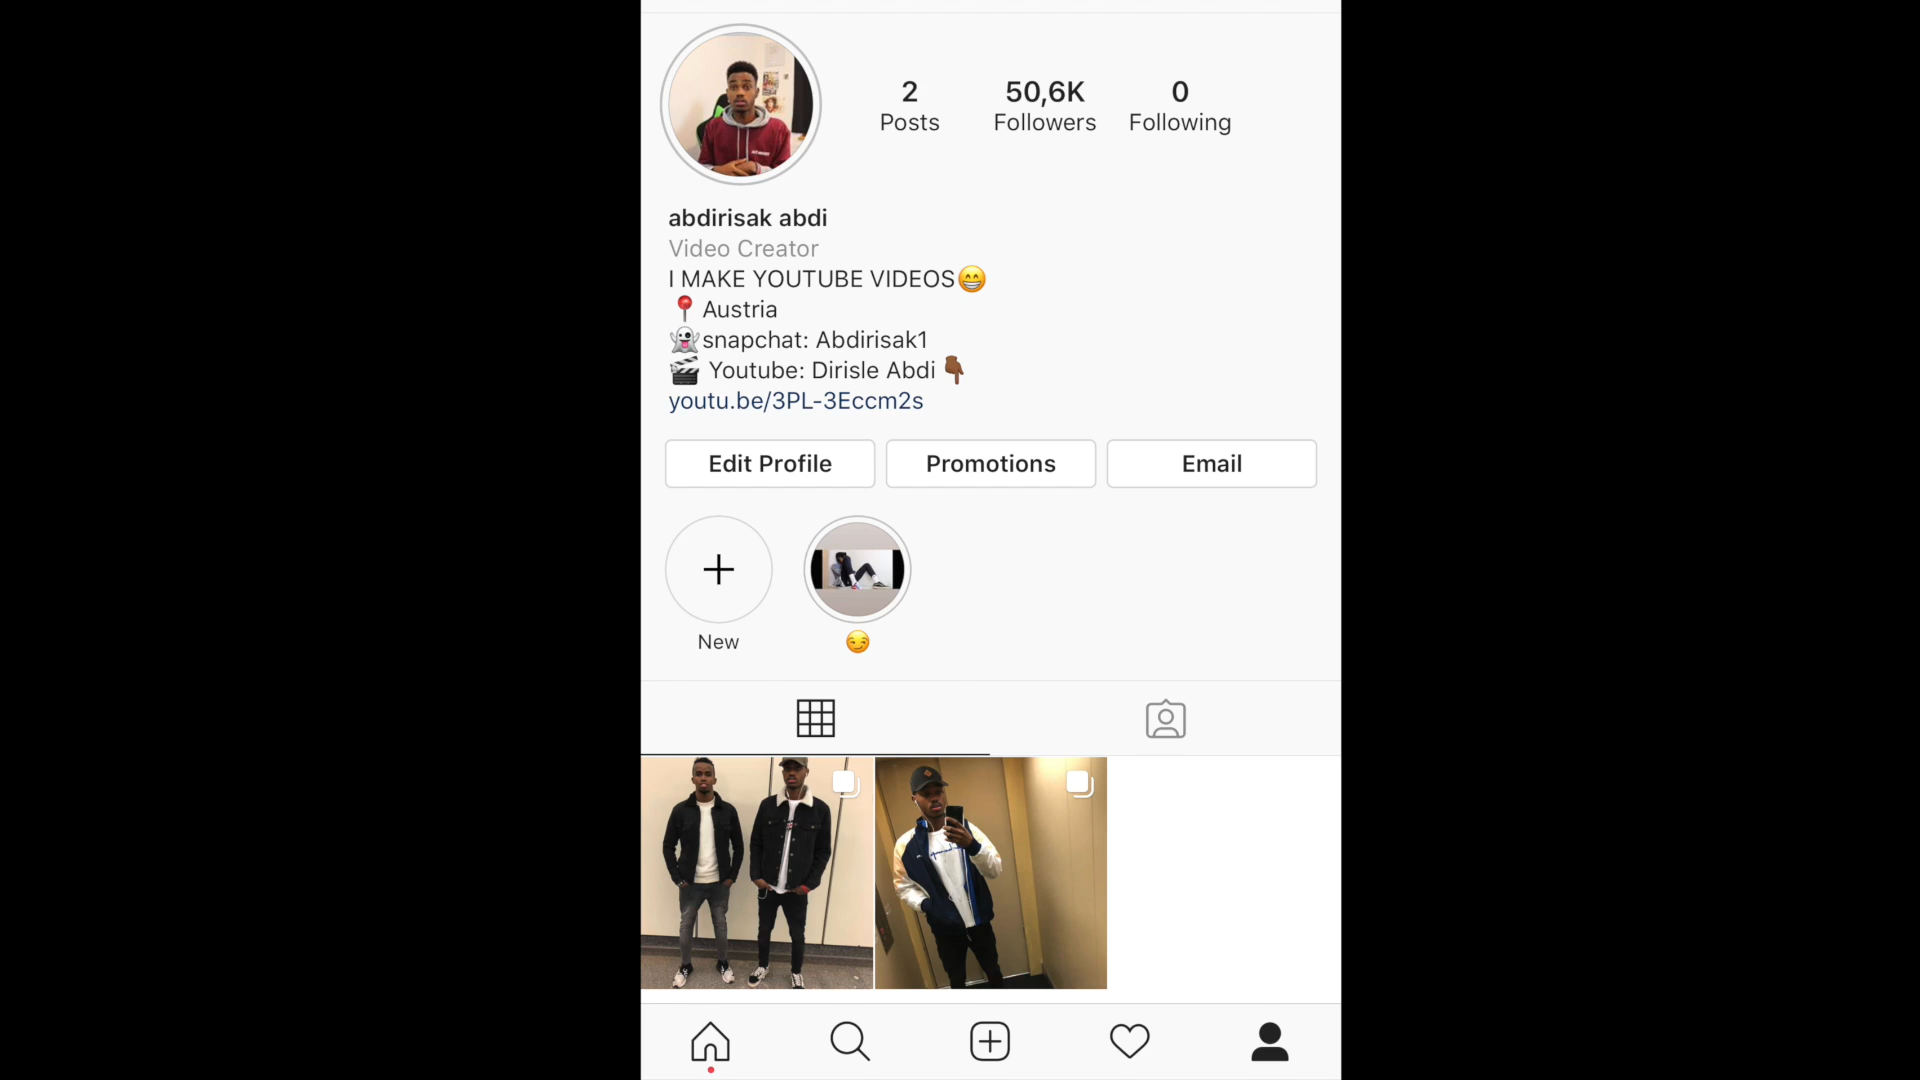 2 50,6K 0
Posts Followers Following
abdirisak abdi
Video Creator
I MAKE YOUTUBE VIDEOS😁
📍 Austria
👻snapchat: Abdirisak1
🎬 Youtube: Dirisle Abdi 👇🏾
youtu.be/3PL-3Eccm2s
Edit Profile Promotions Email
New 😏